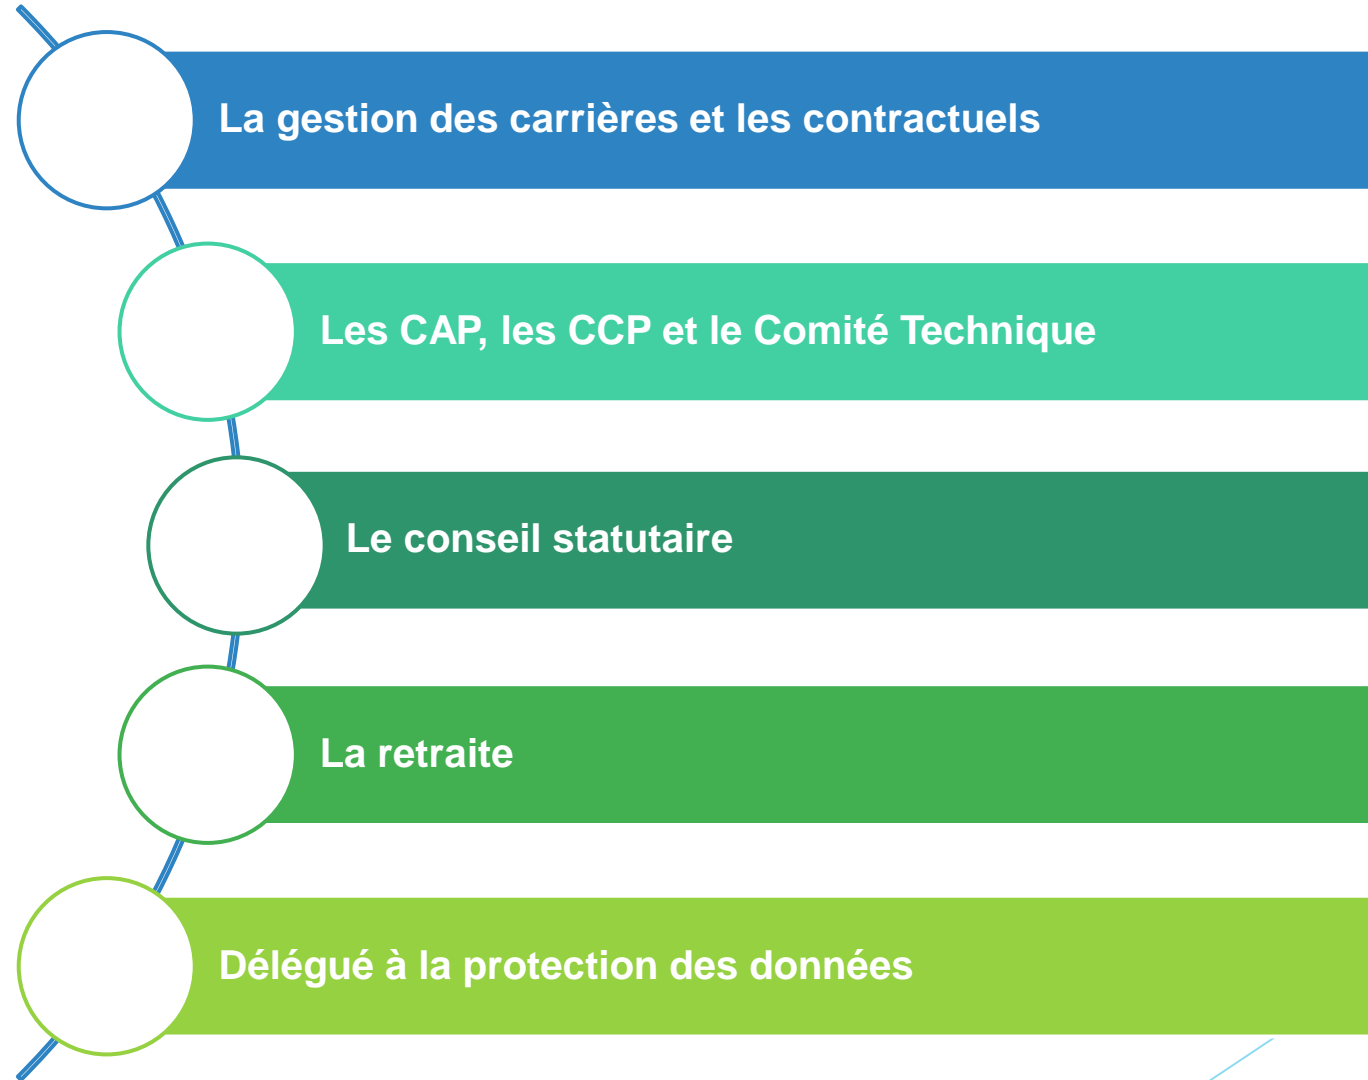 La gestion des carrières et les contractuels
Les CAP, les CCP et le Comité Technique
Le conseil statutaire
La retraite
Délégué à la protection des données